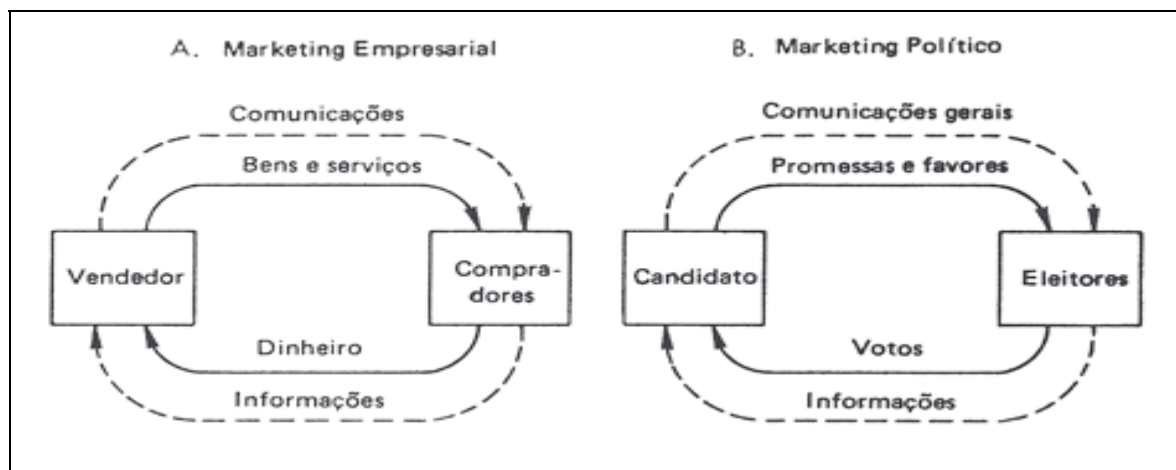 A. Marketing Empresarial
Comunicações
Bens e serviços
Vendedor
Compra-
dores
Dinheiro
Informações
B. Marketing Político
Comunicações gerais
Promessas e favores
Candidato
Eleitores
Votos
Informações